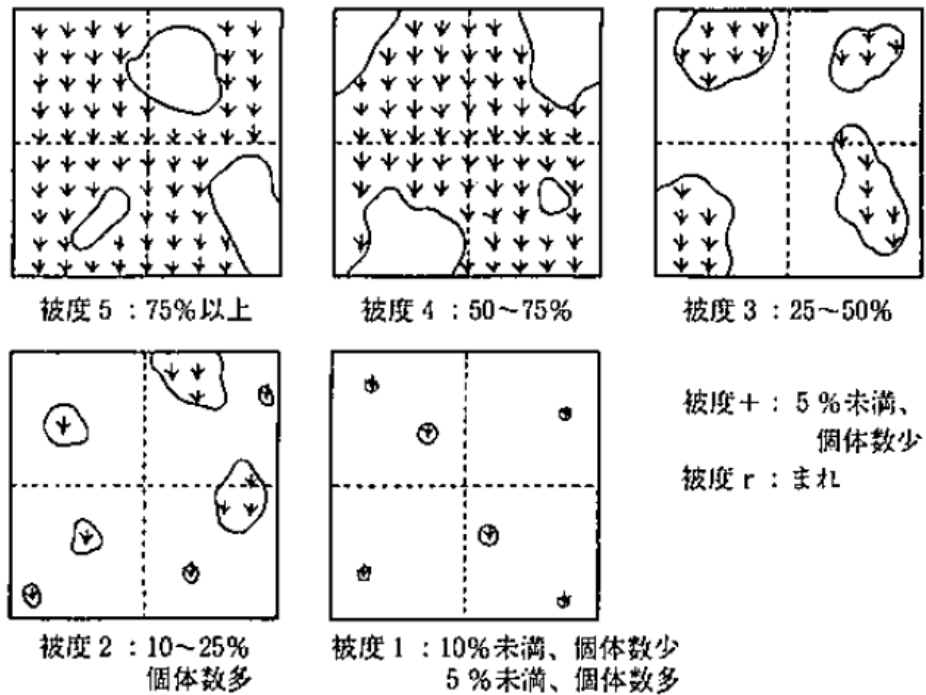 被度5：75%以上
被度4：50～75%
被度3：25～50%
被度2：10～25%
個体数多
被度1：10%未満、個体数少
5％未満、個体数多
被度＋：5％未満、
個体数少
被度r：まれ